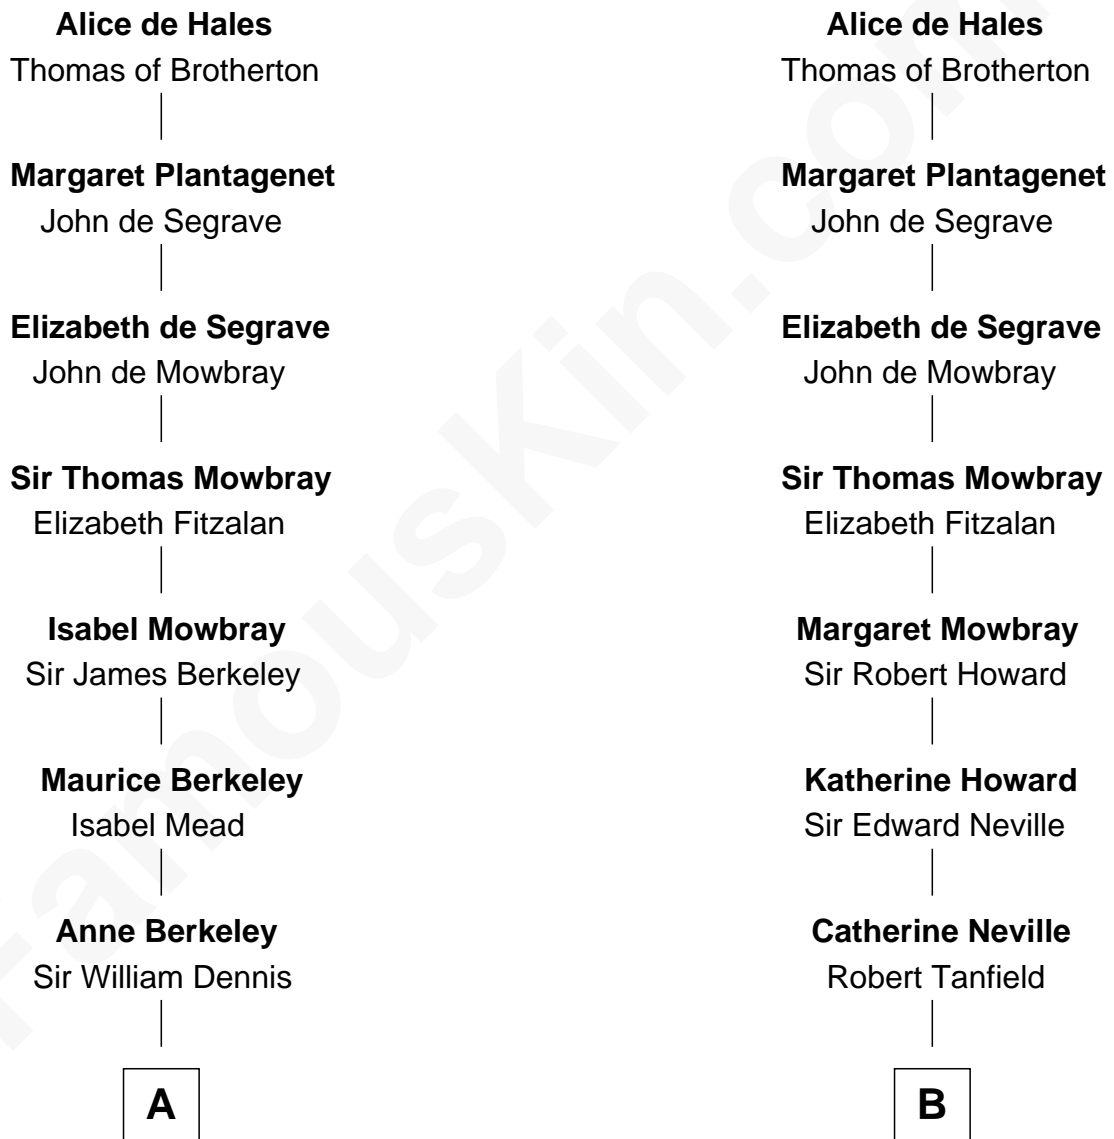 Alice de Hales
Thomas of Brotherton
Margaret Plantagenet
John de Segrave
Elizabeth de Segrave
John de Mowbray
Sir Thomas Mowbray
Elizabeth Fitzalan
Isabel Mowbray
Sir James Berkeley
Maurice Berkeley
Isabel Mead
Anne Berkeley
Sir William Dennis
A
Alice de Hales
Thomas of Brotherton
Margaret Plantagenet
John de Segrave
Elizabeth de Segrave
John de Mowbray
Sir Thomas Mowbray
Elizabeth Fitzalan
Margaret Mowbray
Sir Robert Howard
Katherine Howard
Sir Edward Neville
Catherine Neville
Robert Tanfield
B
FamousKin.com